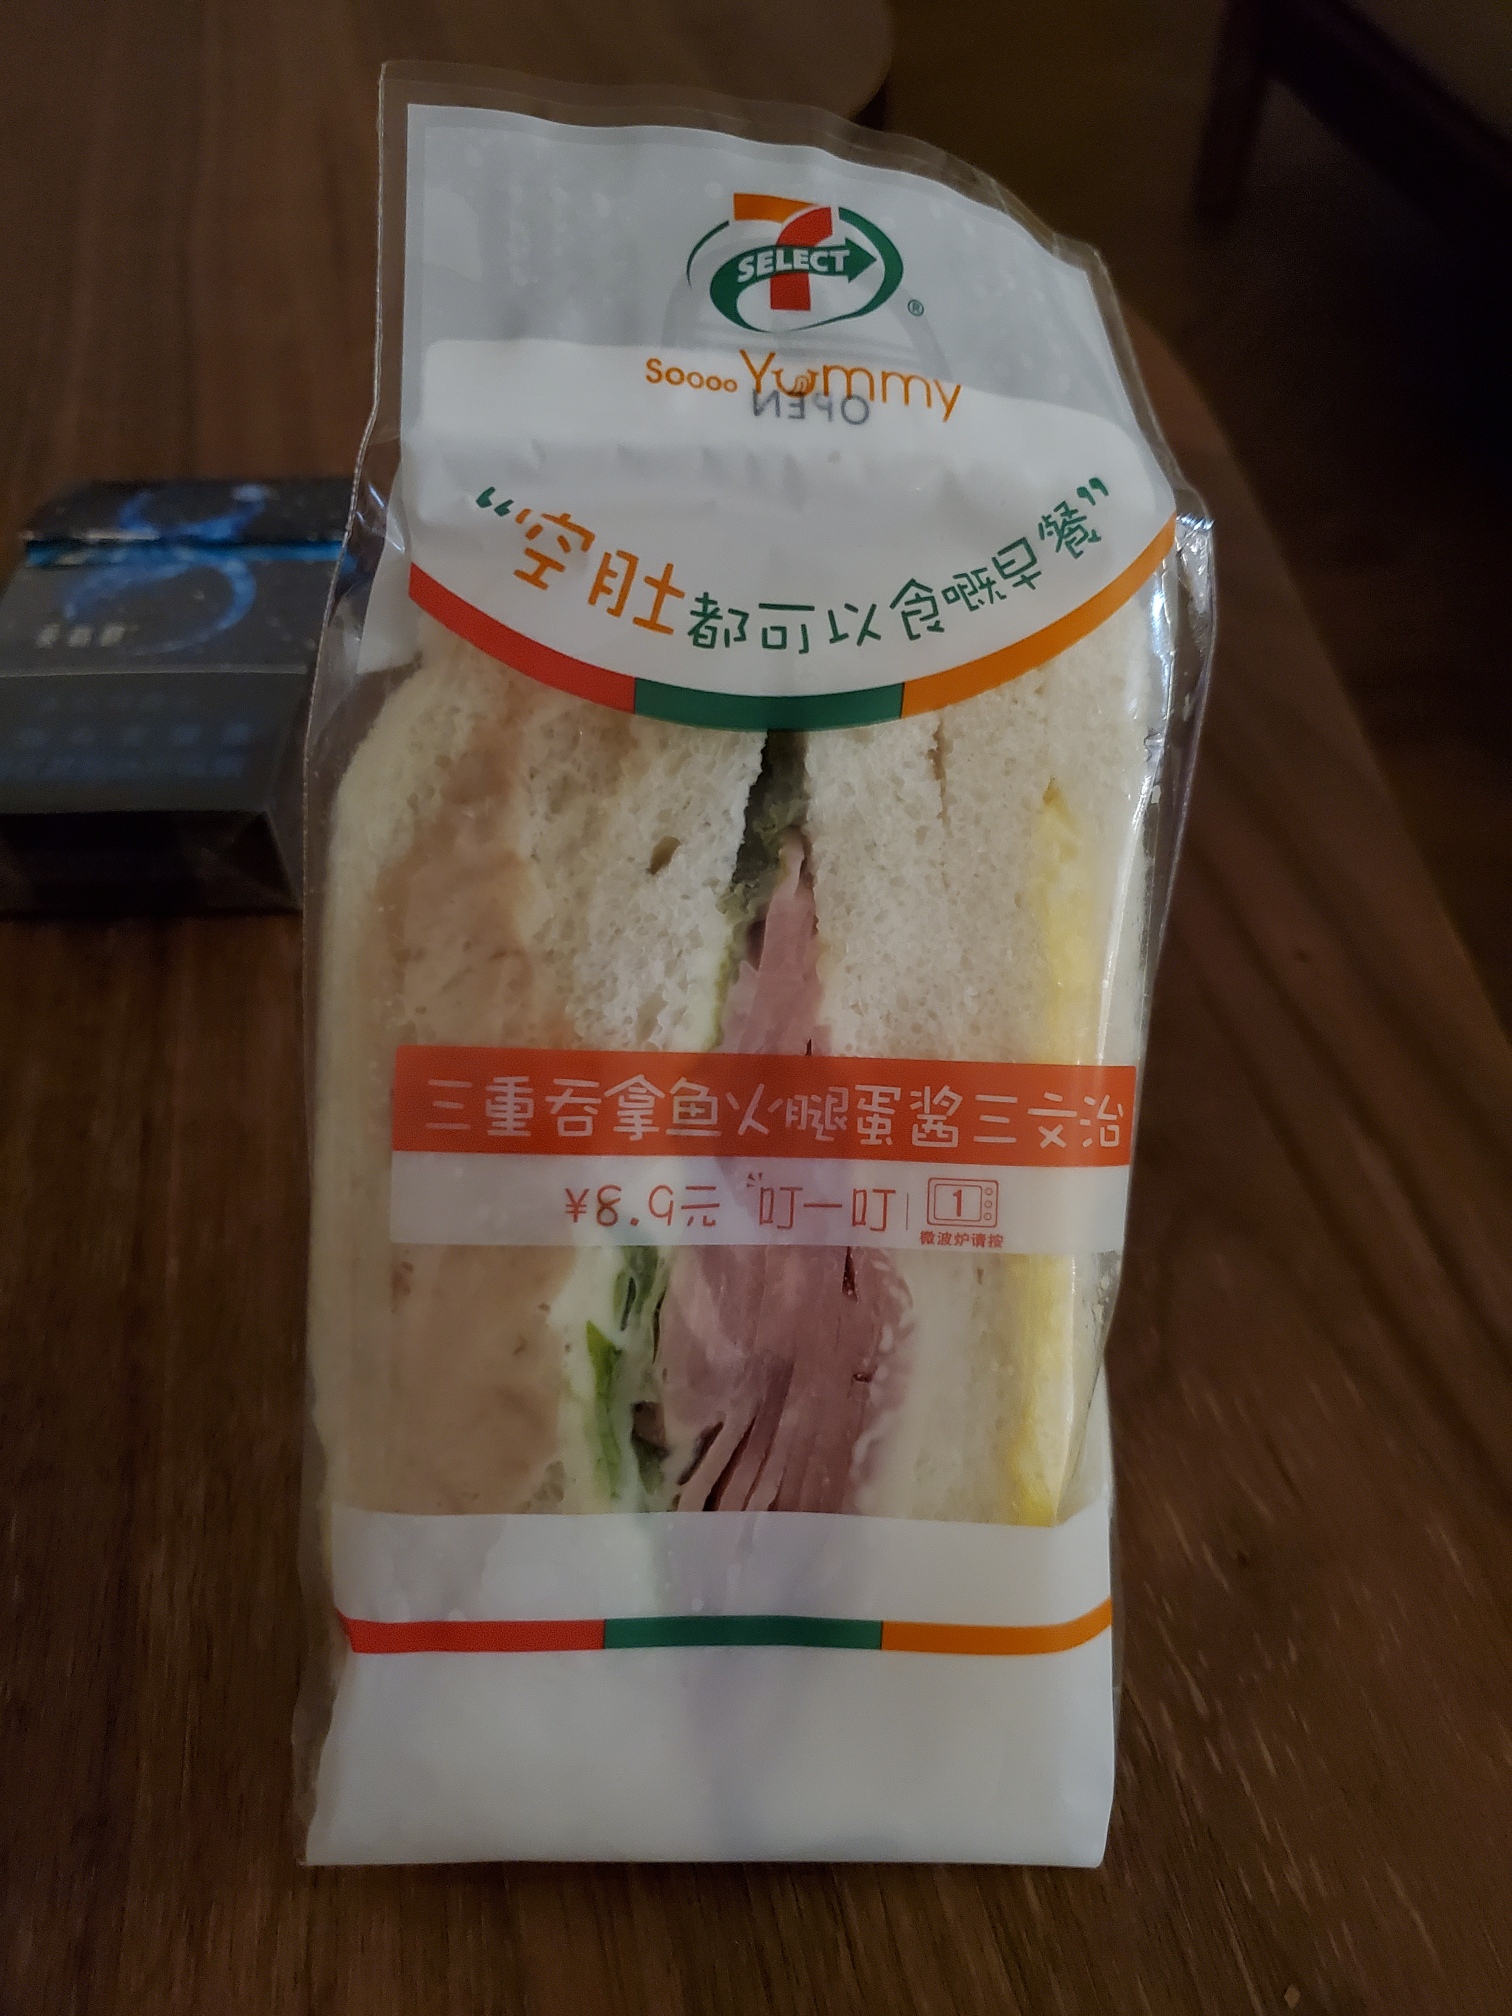 7 SELECT ®
Soooo Yummy
OPEN
“空肚都可以食嘅早餐”
三重吞拿鱼火腿蛋酱三文治
¥8.9元 叮一叮 1
微波炉请按